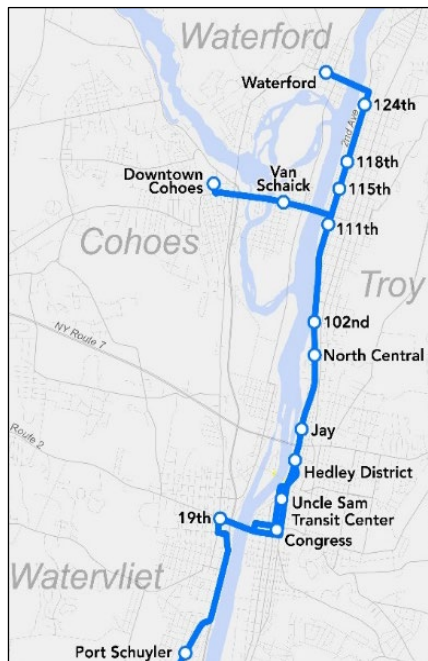 Waterford
Waterford
124th
2nd Ave
118th
Van
Schaick
Downtown
Cohoes
115th
111th
Cohoes
Troy
102nd
NY Route 7
North Central
Route 2
Jay
Hedley District
Uncle Sam
Transit Center
19th
Congress
Watervliet
Port Schuyler